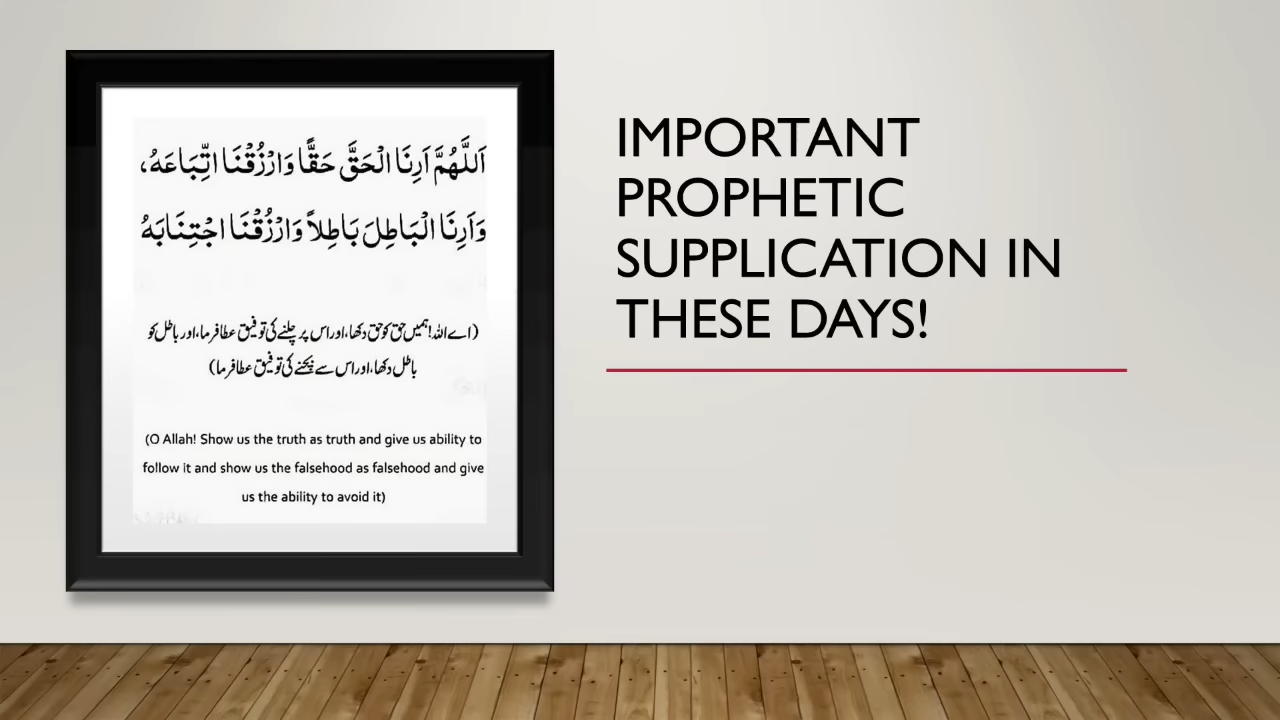 اَللَّهُمَّ اَرِنَا الْحَقَّ حَقًّا وَارْزُقْنَا اتِّبَاعَهُ،
وَاَرِنَا الْبَاطِلَ بَاطِلاً وَارْزُقْنَا اجْتِنَابَهُ
(اے اللہ! ہمیں حق کو حق دکھا، اور اس پر چلنے کی توفیق عطا فرما، اور باطل کو
باطل دکھا، اور اس سے بچنے کی توفیق عطا فرما)
(O Allah! Show us the truth as truth and give us ability to
follow it and show us the falsehood as falsehood and give
us the ability to avoid it)
IMPORTANT
PROPHETIC
SUPPLICATION IN
THESE DAYS!